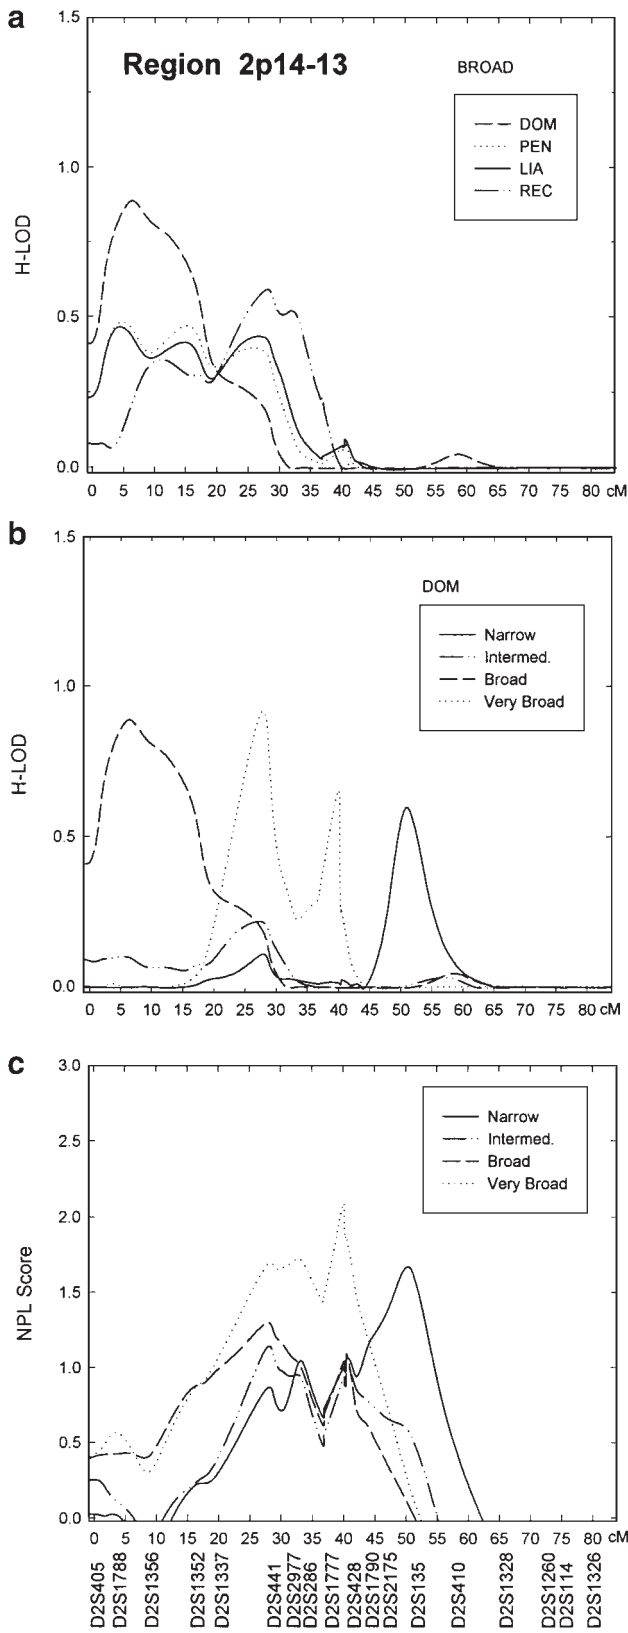 a
Region 2p14-13
BROAD
DOM
PEN
LIA
REC
H-LOD
1.5
1.0
0.5
0.0
0 5 10 15 20 25 30 35 40 45 50 55 60 65 70 75 80 cM
b
DOM
Narrow
Intermed.
Broad
Very Broad
H-LOD
1.5
1.0
0.5
0.0
0 5 10 15 20 25 30 35 40 45 50 55 60 65 70 75 80 cM
c
Narrow
Intermed.
Broad
Very Broad
NPL Score
3.0
2.5
2.0
1.5
1.0
0.5
0.0
0 5 10 15 20 25 30 35 40 45 50 55 60 65 70 75 80 cM
D2S405
D2S1788
D2S1356
D2S1352
D2S1337
D2S441
D2S2977
D2S286
D2S1777
D2S428
D2S1790
D2S2175
D2S135
D2S410
D2S1328
D2S1260
D2S114
D2S1326